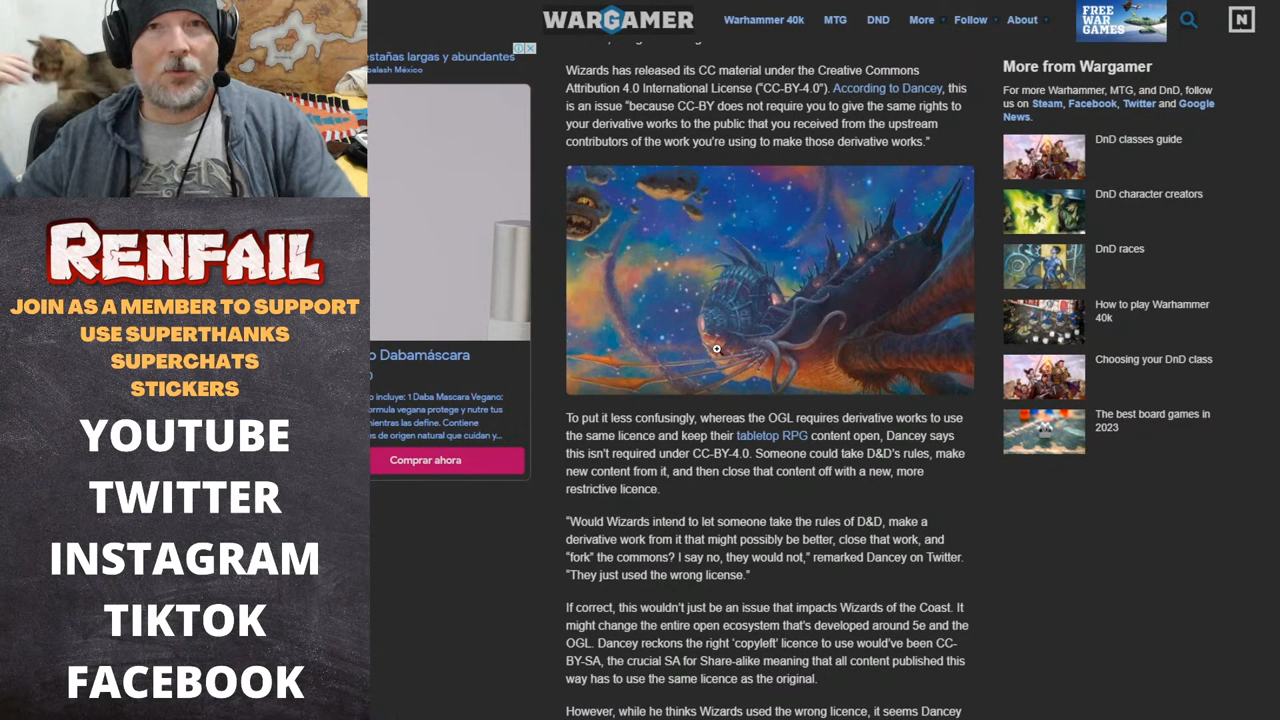 WARGAMER
Warhammer 40k MTG DND More Follow About
FREE
WAR
GAMES
N
estañas largas y abundantes
balash México
o Dabamáscara
o incluye: 1 Daba Mascara Vegano:
ormula vegana protege y nutre tus
mientras las define. Contiene
es de origen natural que cuidan y...
Comprar ahora
RENFAIL
JOIN AS A MEMBER TO SUPPORT
USE SUPERTHANKS
SUPERCHATS
STICKERS
YOUTUBE
TWITTER
INSTAGRAM
TIKTOK
FACEBOOK
Wizards has released its CC material under the Creative Commons
Attribution 4.0 International License ("CC-BY-4.0"). According to Dancey, this
is an issue "because CC-BY does not require you to give the same rights to
your derivative works to the public that you received from the upstream
contributors of the work you're using to make those derivative works."
To put it less confusingly, whereas the OGL requires derivative works to use
the same licence and keep their tabletop RPG content open, Dancey says
this isn't required under CC-BY-4.0. Someone could take D&D's rules, make
new content from it, and then close that content off with a new, more
restrictive licence.
"Would Wizards intend to let someone take the rules of D&D, make a
derivative work from it that might possibly be better, close that work, and
"fork" the commons? I say no, they would not," remarked Dancey on Twitter.
"They just used the wrong license."
If correct, this wouldn't just be an issue that impacts Wizards of the Coast. It
might change the entire open ecosystem that's developed around 5e and the
OGL. Dancey reckons the right 'copyleft' licence to use would've been CC-
BY-SA, the crucial SA for Share-alike meaning that all content published this
way has to use the same licence as the original.
However, while he thinks Wizards used the wrong licence, it seems Dancey
More from Wargamer
For more Warhammer, MTG, and DnD, follow
us on Steam, Facebook, Twitter and Google
News.
DnD classes guide
DnD character creators
DnD races
How to play Warhammer
40k
Choosing your DnD class
The best board games in
2023